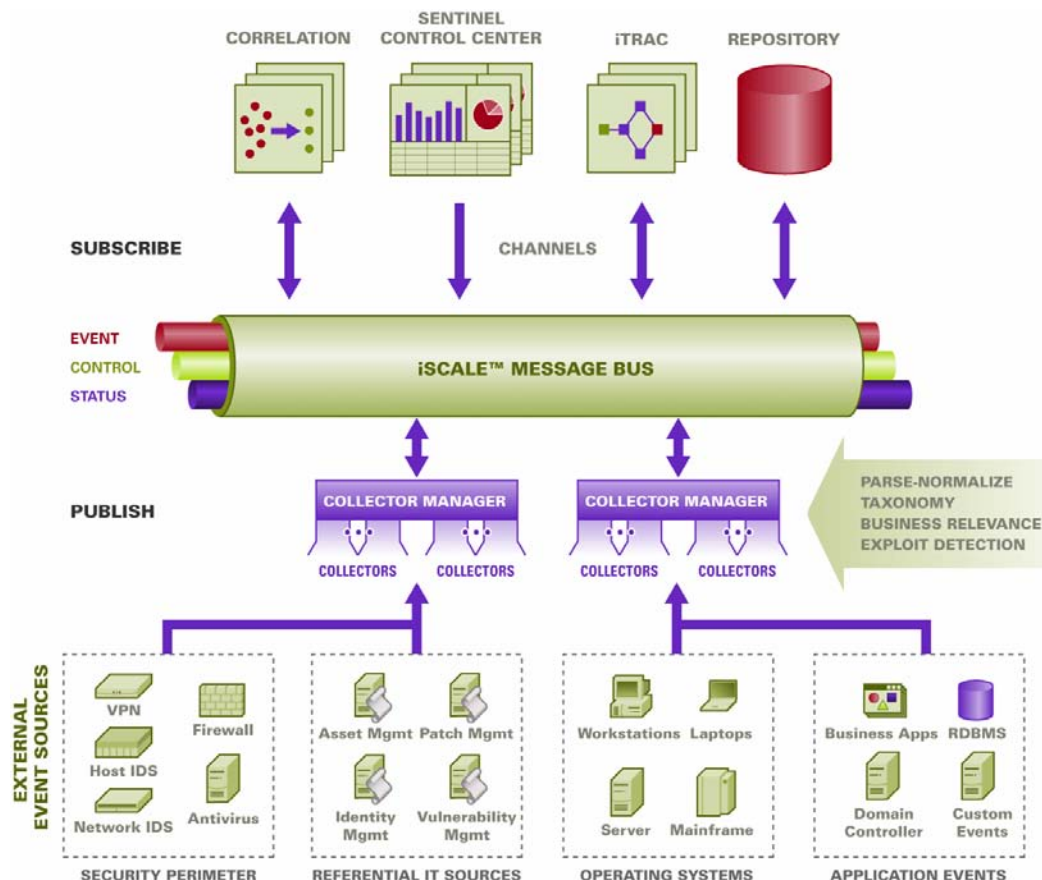 CORRELATION
SENTINEL
CONTROL CENTER
iTRAC
REPOSITORY
SUBSCRIBE
CHANNELS
EVENT
CONTROL
STATUS
iSCALE™ MESSAGE BUS
PUBLISH
COLLECTOR MANAGER
COLLECTOR MANAGER
COLLECTORS
COLLECTORS
COLLECTORS
COLLECTORS
PARSE-NORMALIZE
TAXONOMY
BUSINESS RELEVANCE
EXPLOIT DETECTION
EXTERNAL
EVENT SOURCES
VPN
Firewall
Host IDS
Network IDS
Antivirus
SECURITY PERIMETER
Asset Mgmt
Patch Mgmt
Identity
Mgmt
Vulnerability
Mgmt
REFERENTIAL IT SOURCES
Workstations
Laptops
Server
Mainframe
OPERATING SYSTEMS
Business Apps
RDBMS
Domain
Controller
Custom
Events
APPLICATION EVENTS